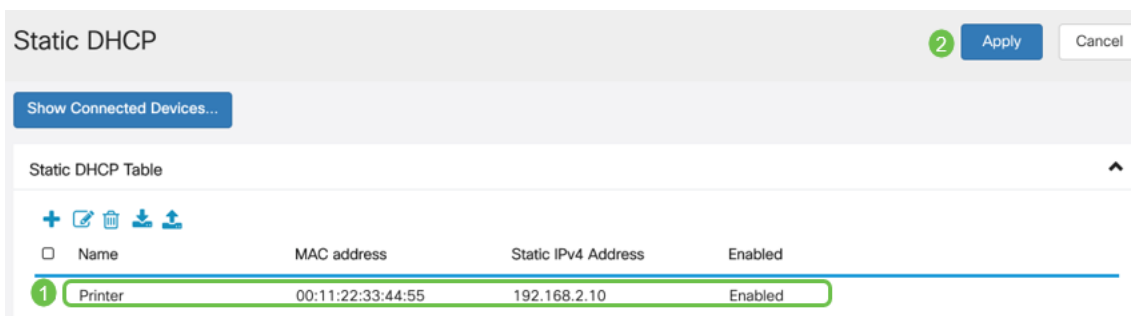 Static DHCP
2 Apply Cancel
Show Connected Devices...
Static DHCP Table
Name MAC address Static IPv4 Address Enabled
1 Printer 00:11:22:33:44:55 192.168.2.10 Enabled